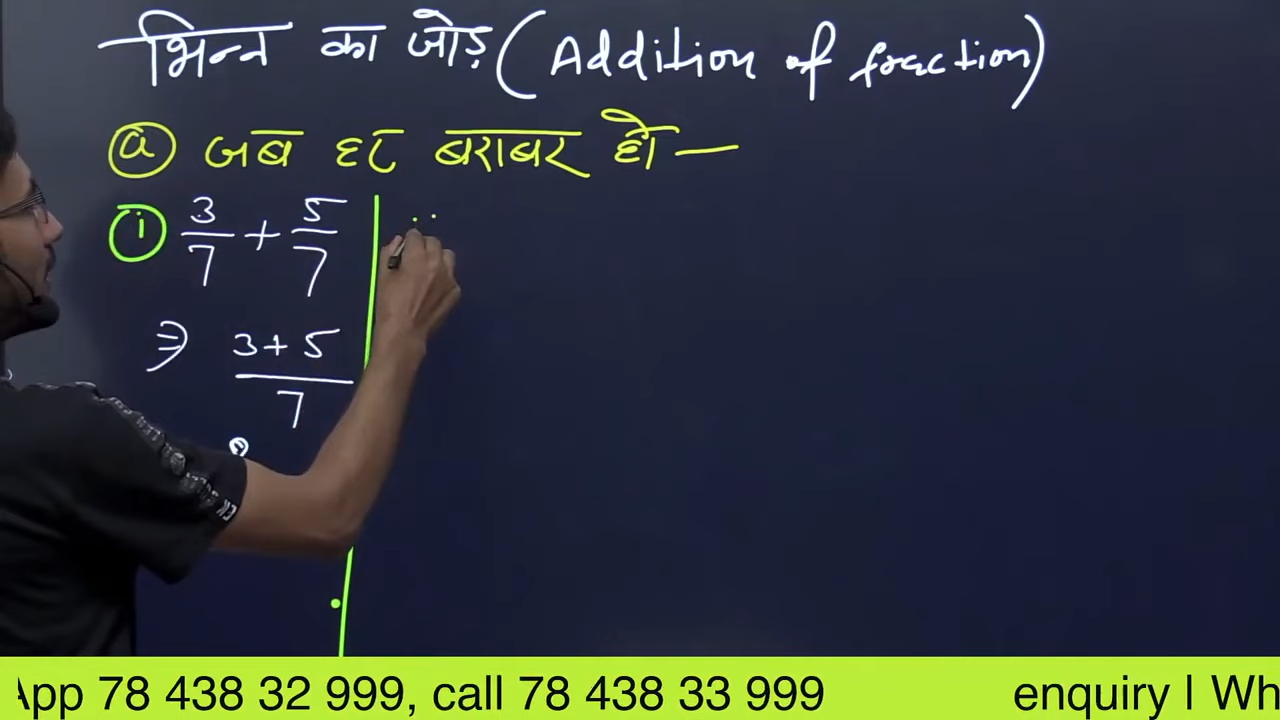 भिन्न का जोड़ (Addition of fraction)
(a) जब हर बराबर हो —
(i) 3/7 + 5/7
⇒ 3+5/7
App 78 438 32 999, call 78 438 33 999 enquiry | Wh